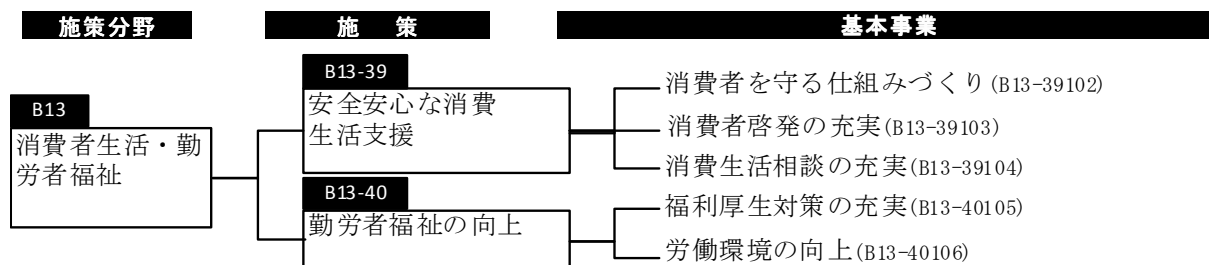 施策分野 施 策 基本事業
B13-39
安全安心な消費
生活支援
消費者を守る仕組みづくり(B13-39102)
B13
消費者生活・勤
労者福祉
消費者啓発の充実(B13-39103)
消費生活相談の充実(B13-39104)
B13-40
勤労者福祉の向上
福利厚生対策の充実(B13-40105)
労働環境の向上(B13-40106)